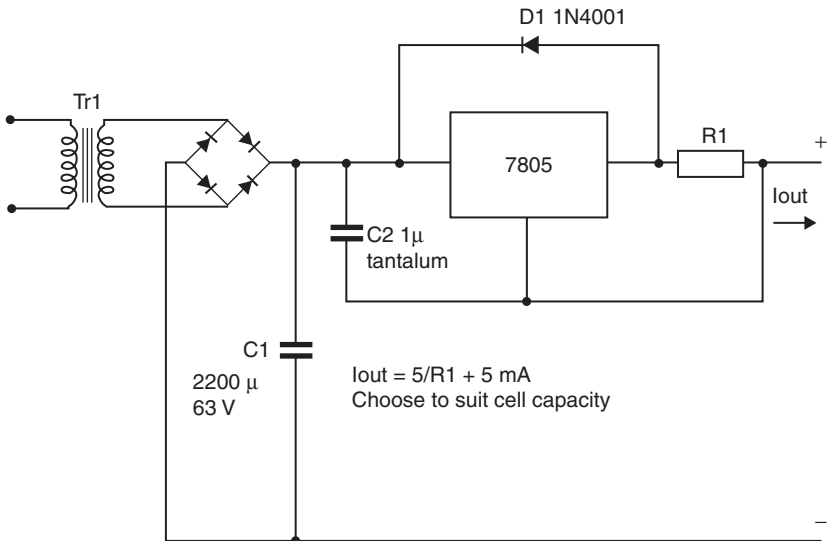 D1 1N4001
Tr1
7805
R1
+
Iout
C2 1μ
tantalum
C1
2200 μ
63 V
Iout = 5/R1 + 5 mA
Choose to suit cell capacity
−